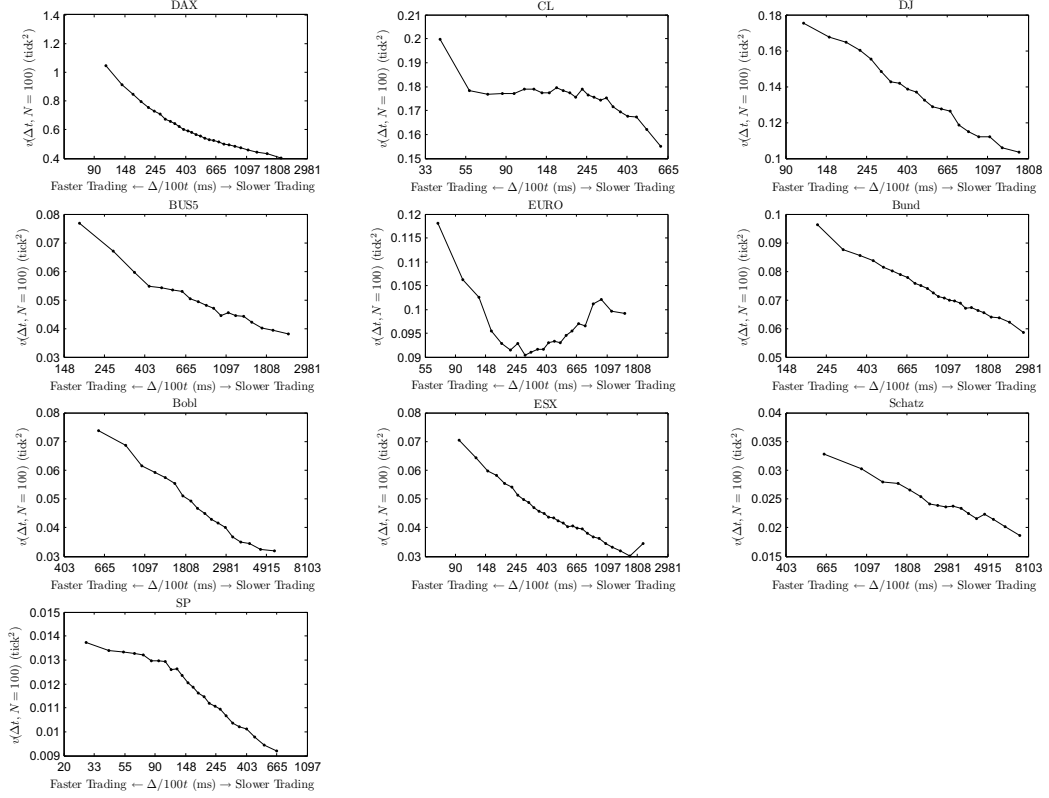 DAX
1.4
1.2
1
0.8
0.6
0.4
90 148 245 403 665 1097 1808 2981
v(Δt, N = 100) (tick²)
Faster Trading ← Δ/100t (ms) → Slower Trading
CL
0.21
0.2
0.19
0.18
0.17
0.16
0.15
33 55 90 148 245 403 665
v(Δt, N = 100) (tick²)
Faster Trading ← Δ/100t (ms) → Slower Trading
DJ
0.18
0.16
0.14
0.12
0.1
90 148 245 403 665 1097 1808
v(Δt, N = 100) (tick²)
Faster Trading ← Δ/100t (ms) → Slower Trading
BUS5
0.08
0.07
0.06
0.05
0.04
0.03
148 245 403 665 1097 1808 2981
v(Δt, N = 100) (tick²)
Faster Trading ← Δ/100t (ms) → Slower Trading
EURO
0.12
0.115
0.11
0.105
0.1
0.095
0.09
55 90 148 245 403 665 1097 1808
v(Δt, N = 100) (tick²)
Faster Trading ← Δ/100t (ms) → Slower Trading
Bund
0.1
0.09
0.08
0.07
0.06
0.05
148 245 403 665 1097 1808 2981
v(Δt, N = 100) (tick²)
Faster Trading ← Δ/100t (ms) → Slower Trading
Bobl
0.08
0.07
0.06
0.05
0.04
0.03
403 665 1097 1808 2981 4915 8103
v(Δt, N = 100) (tick²)
Faster Trading ← Δ/100t (ms) → Slower Trading
ESX
0.08
0.07
0.06
0.05
0.04
0.03
90 148 245 403 665 1097 1808 2981
v(Δt, N = 100) (tick²)
Faster Trading ← Δ/100t (ms) → Slower Trading
Schatz
0.04
0.035
0.03
0.025
0.02
0.015
403 665 1097 1808 2981 4915 8103
v(Δt, N = 100) (tick²)
Faster Trading ← Δ/100t (ms) → Slower Trading
SP
0.015
0.014
0.013
0.012
0.011
0.01
0.009
20 33 55 90 148 245 403 665 1097
v(Δt, N = 100) (tick²)
Faster Trading ← Δ/100t (ms) → Slower Trading